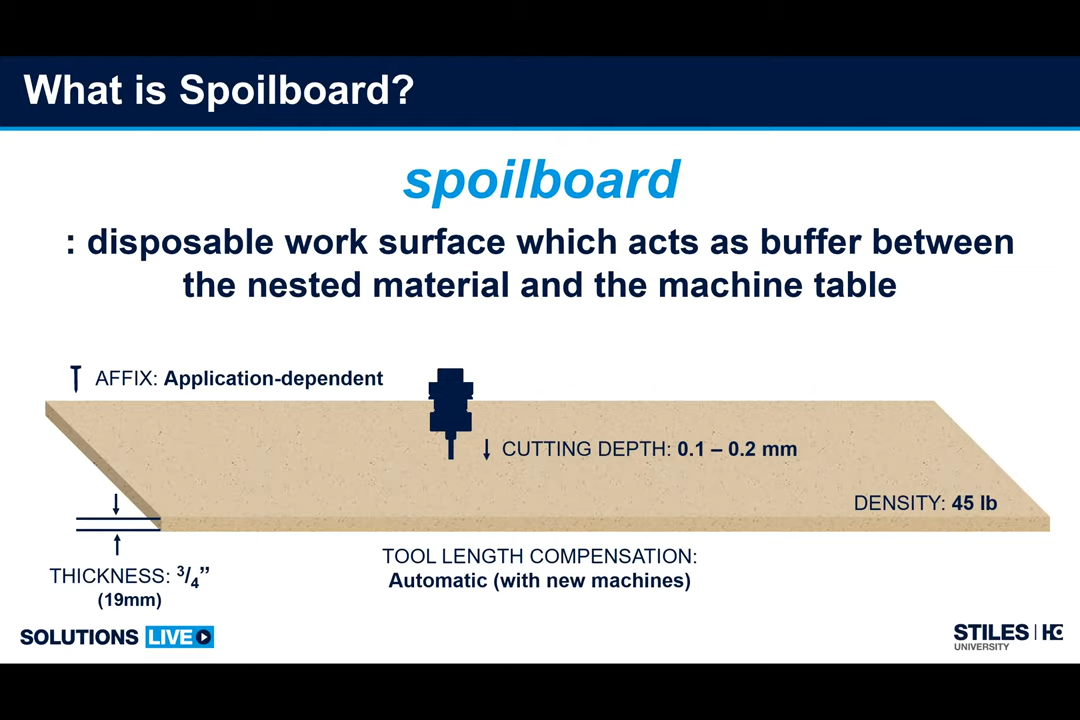 What is Spoilboard?
spoilboard
: disposable work surface which acts as buffer between
the nested material and the machine table
AFFIX: Application-dependent
CUTTING DEPTH: 0.1 – 0.2 mm
DENSITY: 45 lb
THICKNESS: 3/4”
(19mm)
TOOL LENGTH COMPENSATION:
Automatic (with new machines)
SOLUTIONS LIVE
STILES
UNIVERSITY